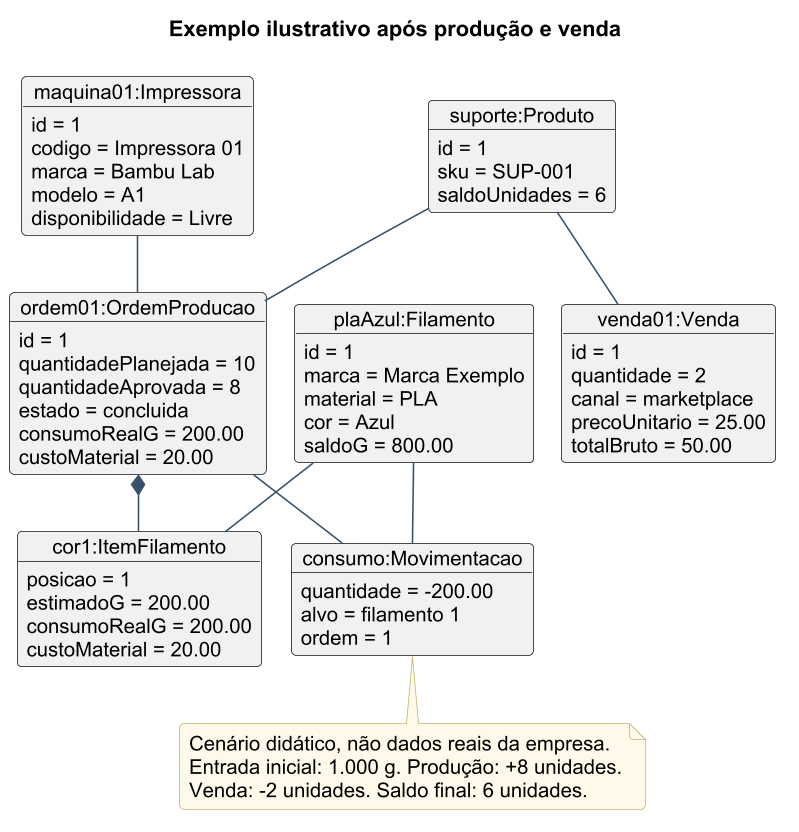 Exemplo ilustrativo após produção e venda
maquina01:Impressora
id = 1
codigo = Impressora 01
marca = Bambu Lab
modelo = A1
disponibilidade = Livre
suporte:Produto
id = 1
sku = SUP-001
saldoUnidades = 6
ordem01:OrdemProducao
id = 1
quantidadePlanejada = 10
quantidadeAprovada = 8
estado = concluida
consumoRealG = 200.00
custoMaterial = 20.00
plaAzul:Filamento
id = 1
marca = Marca Exemplo
material = PLA
cor = Azul
saldoG = 800.00
venda01:Venda
id = 1
quantidade = 2
canal = marketplace
precoUnitario = 25.00
totalBruto = 50.00
cor1:ItemFilamento
posicao = 1
estimadoG = 200.00
consumoRealG = 200.00
custoMaterial = 20.00
consumo:Movimentacao
quantidade = -200.00
alvo = filamento 1
ordem = 1
Cenário didático, não dados reais da empresa.
Entrada inicial: 1.000 g. Produção: +8 unidades.
Venda: -2 unidades. Saldo final: 6 unidades.